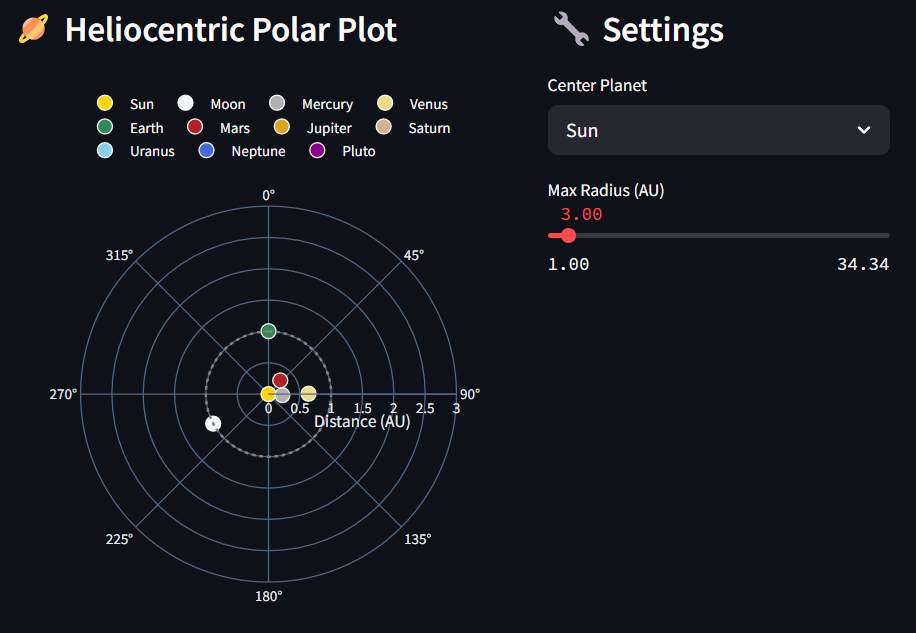 Heliocentric Polar Plot
Settings
Sun Moon Mercury Venus
Earth Mars Jupiter Saturn
Uranus Neptune Pluto
Center Planet
Sun
Max Radius (AU)
3.00
1.00 34.34
0°
315° 45°
270° 90°
0 0.5 1 1.5 2 2.5 3
Distance (AU)
225° 135°
180°